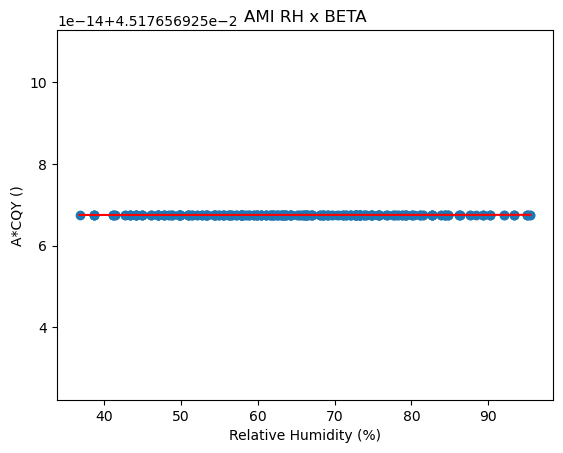 AMI RH x BETA
1e−14+4.517656925e−2
10
8
6
4
A*CQY ()
40 50 60 70 80 90
Relative Humidity (%)